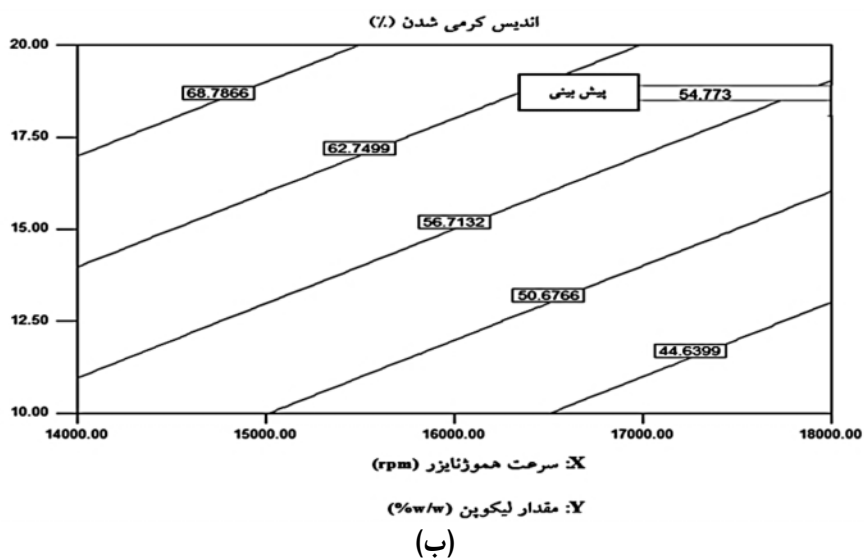 اندیس کرمی شدن (٪)
20.00
68.7866
پیش بینی
54.773
17.50
62.7499
15.00
56.7132
12.50
50.6766
44.6399
10.00
14000.00 15000.00 16000.00 17000.00 18000.00
X: سرعت هموژنایزر (rpm)
Y: مقدار لیکوپن (%w/w)
(ب)